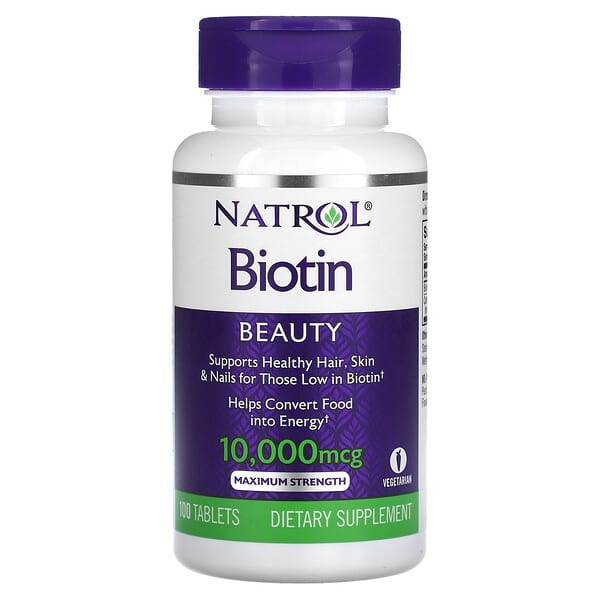 NATROL®
Biotin
BEAUTY
Supports Healthy Hair, Skin
& Nails for Those Low in Biotin†
Helps Convert Food
into Energy†
10,000mcg
MAXIMUM STRENGTH
VEGETARIAN
100 TABLETS
DIETARY SUPPLEMENT